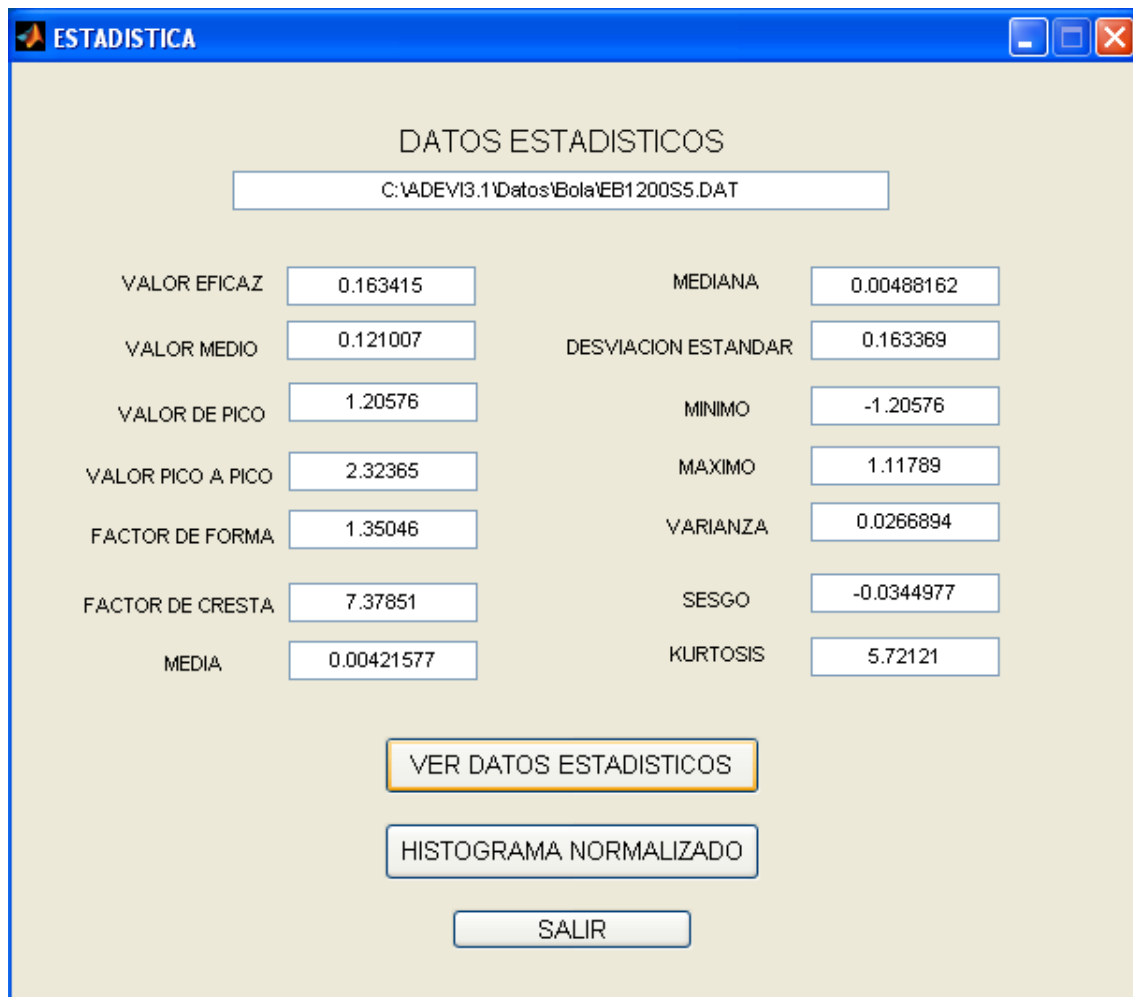 ESTADISTICA
DATOS ESTADISTICOS
C:\ADEVI3.1\Datos\Bola\EB1200S5.DAT
VALOR EFICAZ 0.163415
VALOR MEDIO 0.121007
VALOR DE PICO 1.20576
VALOR PICO A PICO 2.32365
FACTOR DE FORMA 1.35046
FACTOR DE CRESTA 7.37851
MEDIA 0.00421577
MEDIANA 0.00488162
DESVIACION ESTANDAR 0.163369
MINIMO -1.20576
MAXIMO 1.11789
VARIANZA 0.0266894
SESGO -0.0344977
KURTOSIS 5.72121
VER DATOS ESTADISTICOS
HISTOGRAMA NORMALIZADO
SALIR